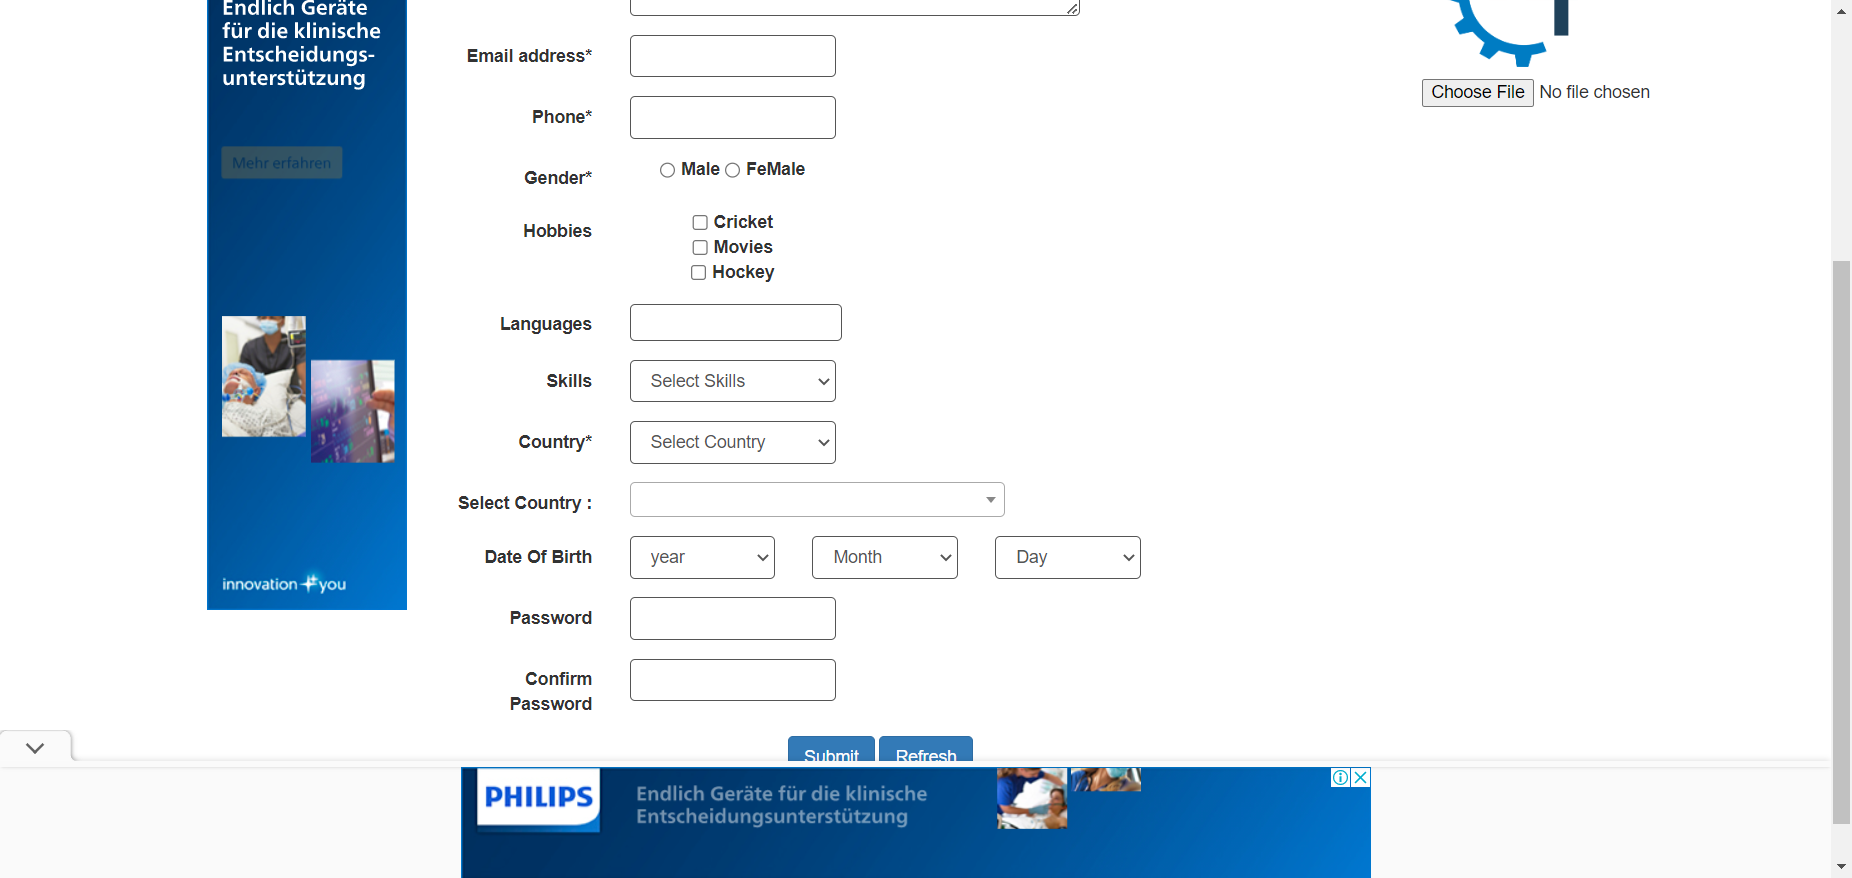 Endlich Geräte
für die klinische
Entscheidungs-
unterstützung
Mehr erfahren
innovation you
Email address*
Phone*
Gender*
Male
FeMale
Hobbies
Cricket
Movies
Hockey
Languages
Skills
Select Skills
Country*
Select Country
Select Country :
Date Of Birth
year
Month
Day
Password
Confirm
Password
Submit
Refresh
Choose File No file chosen
PHILIPS
Endlich Geräte für die klinische
Entscheidungsunterstützung